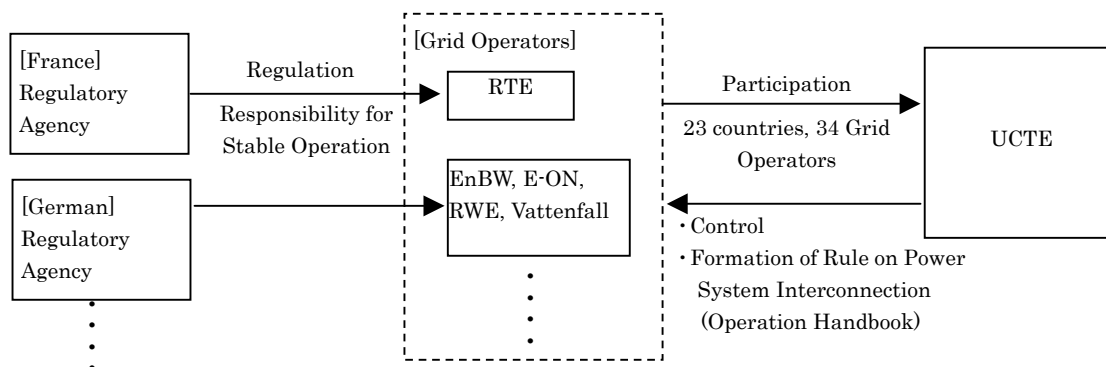 [France]
Regulatory
Agency
Regulation
Responsibility for
Stable Operation
[Grid Operators]
RTE
Participation
23 countries, 34 Grid
Operators
UCTE
[German]
Regulatory
Agency
EnBW, E-ON,
RWE, Vattenfall
・Control
・Formation of Rule on Power
System Interconnection
(Operation Handbook)